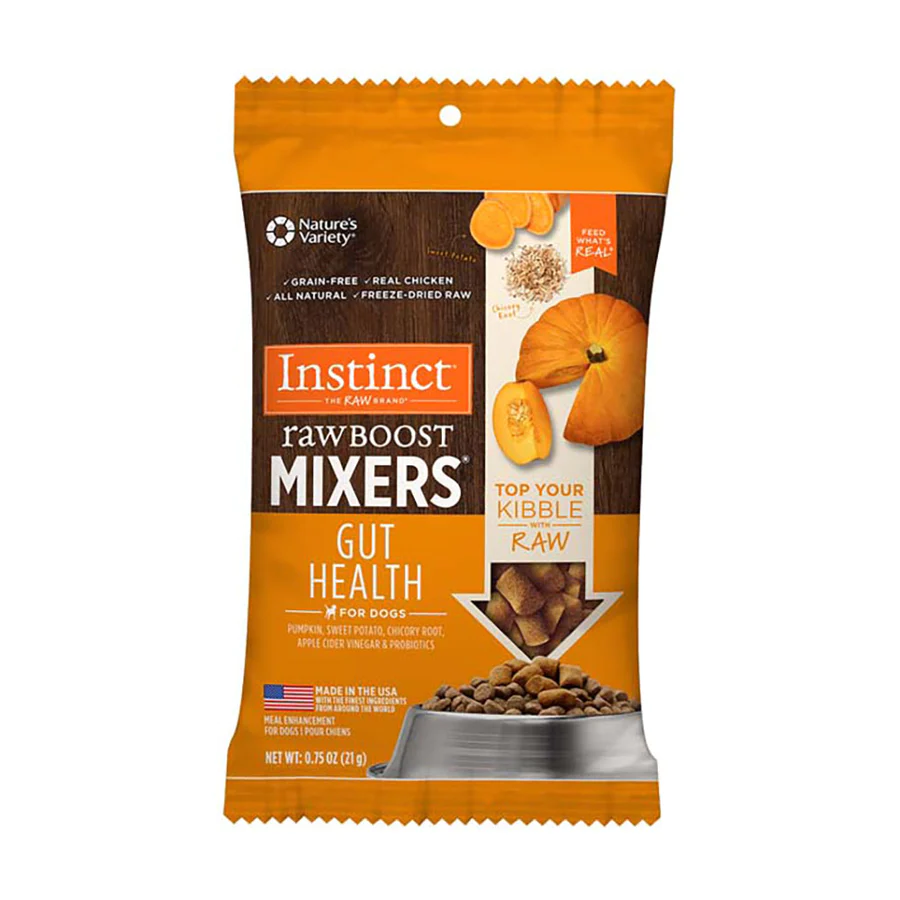 Nature's
Variety®
Sweet Potato
FEED
WHAT'S
REAL®
✓GRAIN-FREE ✓REAL CHICKEN
✓ALL NATURAL ✓FREEZE-DRIED RAW
Chicory
Root
Instinct
THE RAW BRAND®
rawBOOST
MIXERS®
TOP YOUR
KIBBLE
WITH
RAW
GUT
HEALTH
FOR DOGS
PUMPKIN, SWEET POTATO, CHICORY ROOT,
APPLE CIDER VINEGAR & PROBIOTICS
MADE IN THE USA
WITH THE FINEST INGREDIENTS
FROM AROUND THE WORLD
MEAL ENHANCEMENT
FOR DOGS | POUR CHIENS
NET WT: 0.75 OZ (21 g)